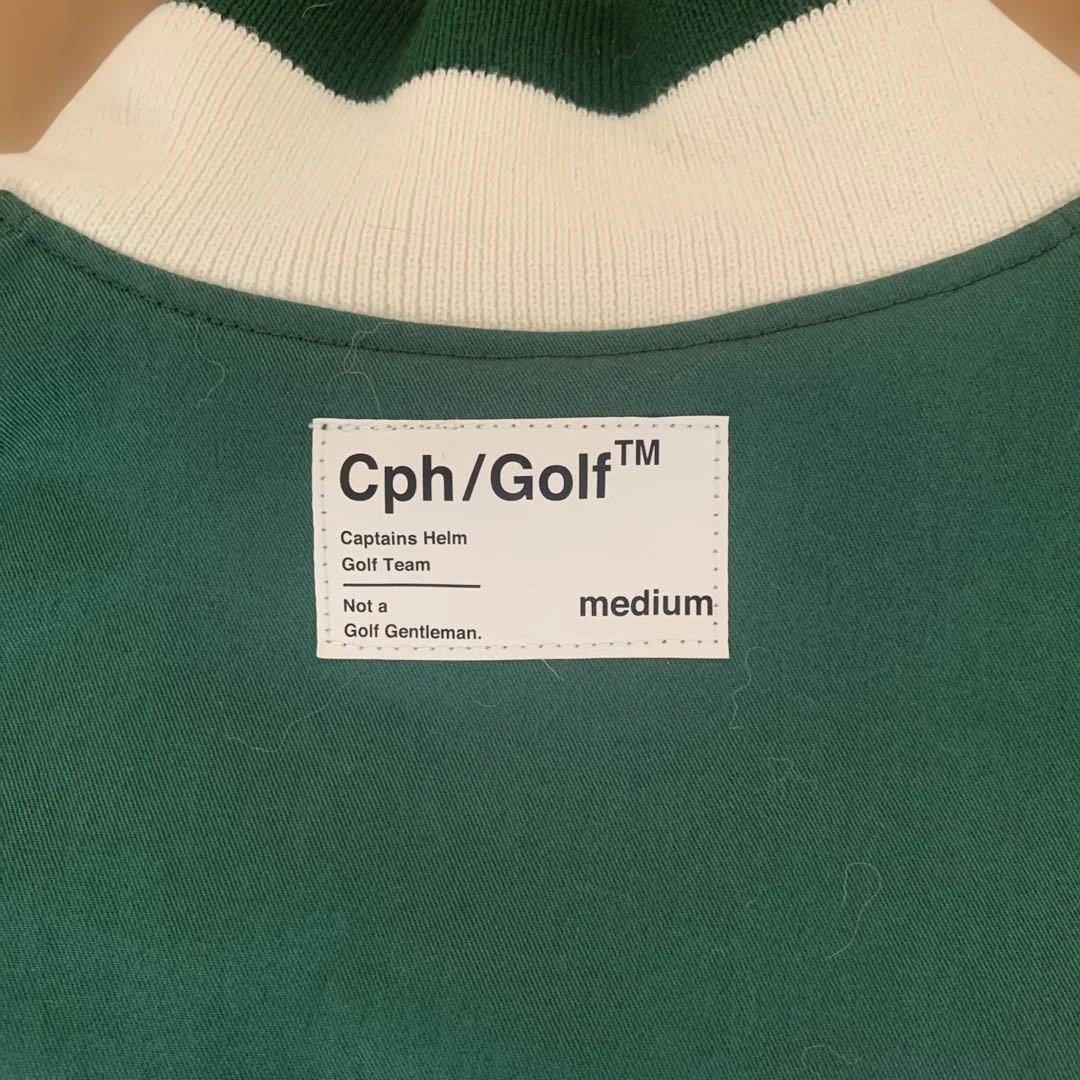 Cph/Golf™
Captains Helm
Golf Team
Not a
Golf Gentleman.
medium